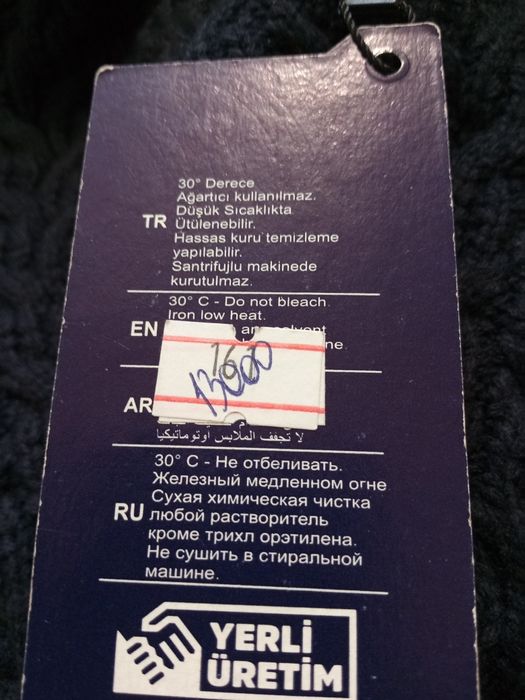 30° Derece
Ağartıcı kullanılmaz.
Düşük Sıcaklıkta
TR Ütülenebilir.
Hassas kuru temizleme
yapılabilir.
Santrifujlu makinede
kurutulmaz.
30° C - Do not bleach
Iron low heat.
EN solvent
16
13000
AR
لا تجفف الملابس أوتوماتيكيا
30° C - Не отбеливать.
Железный медленном огне
Сухая химическая чистка
RU любой растворитель
кроме трихл орэтилена.
Не сушить в стиральной
машине.
YERLİ
ÜRETİM